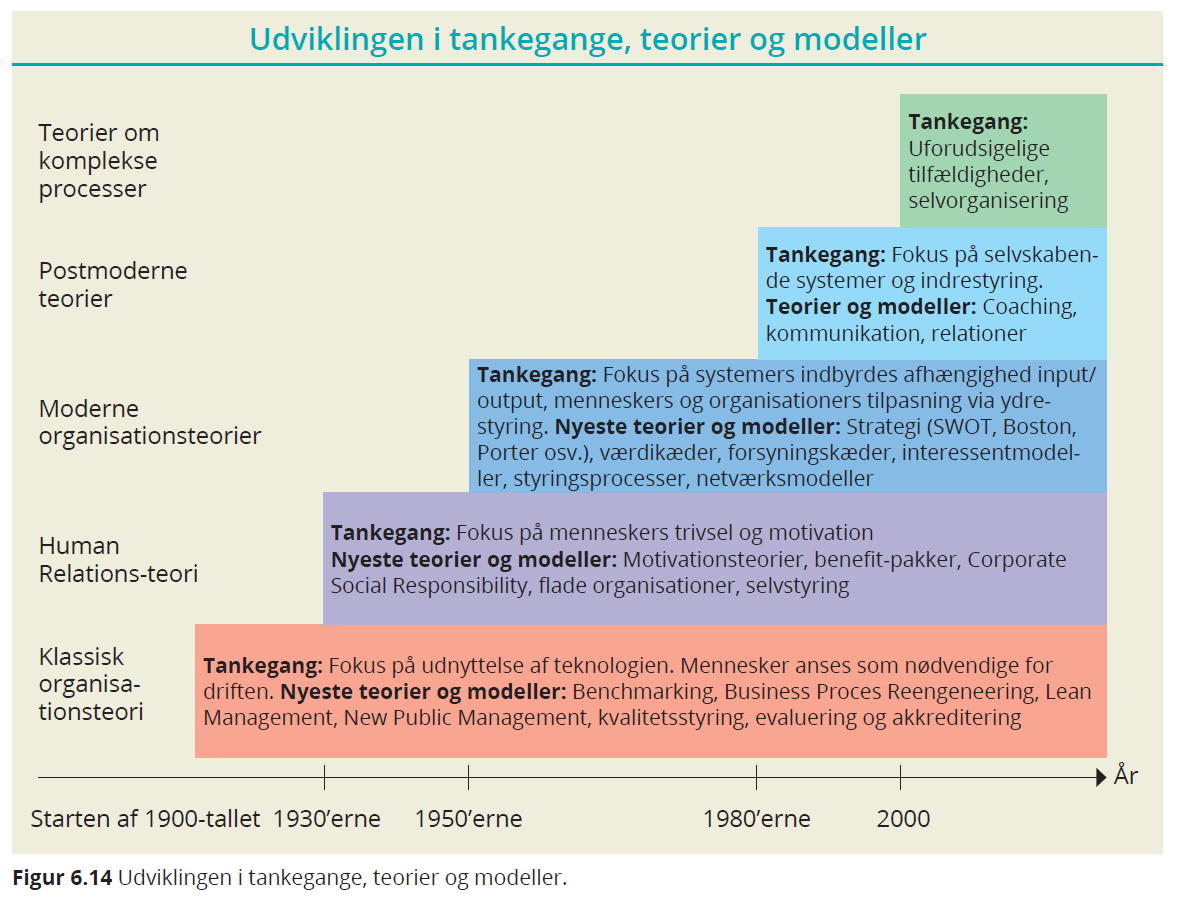 Udviklingen i tankegange, teorier og modeller
Teorier om
komplekse
processer
Tankegang:
Uforudsigelige
tilfældigheder,
selvorganisering
Postmoderne
teorier
Tankegang: Fokus på selvskaben-
de systemer og indrestyring.
Teorier og modeller: Coaching,
kommunikation, relationer
Moderne
organisationsteorier
Tankegang: Fokus på systemers indbyrdes afhængighed input/
output, menneskers og organisationers tilpasning via ydre-
styring. Nyeste teorier og modeller: Strategi (SWOT, Boston,
Porter osv.), værdikæder, forsyningskæder, interessentmodel-
ler, styringsprocesser, netværksmodeller
Human
Relations-teori
Tankegang: Fokus på menneskers trivsel og motivation
Nyeste teorier og modeller: Motivationsteorier, benefit-pakker, Corporate
Social Responsibility, flade organisationer, selvstyring
Klassisk
organisa-
tionsteori
Tankegang: Fokus på udnyttelse af teknologien. Mennesker anses som nødvendige for
driften. Nyeste teorier og modeller: Benchmarking, Business Proces Reengeneering, Lean
Management, New Public Management, kvalitetsstyring, evaluering og akkreditering
År
Starten af 1900-tallet 1930'erne 1950'erne 1980'erne 2000
Figur 6.14 Udviklingen i tankegange, teorier og modeller.